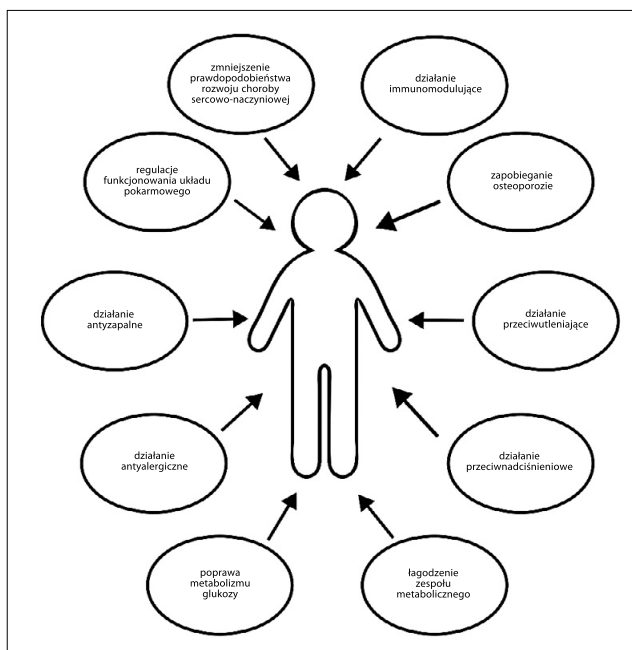 zmniejszenie
prawdopodobieństwa
rozwoju choroby
sercowo-naczyniowej
działanie
immunomodulujące
regulacje
funkcjonowania układu
pokarmowego
zapobieganie
osteoporozie
działanie
antyzapalne
działanie
przeciwutleniające
działanie
antyalergiczne
działanie
przeciwnadciśnieniowe
poprawa
metabolizmu
glukozy
łagodzenie
zespołu
metabolicznego